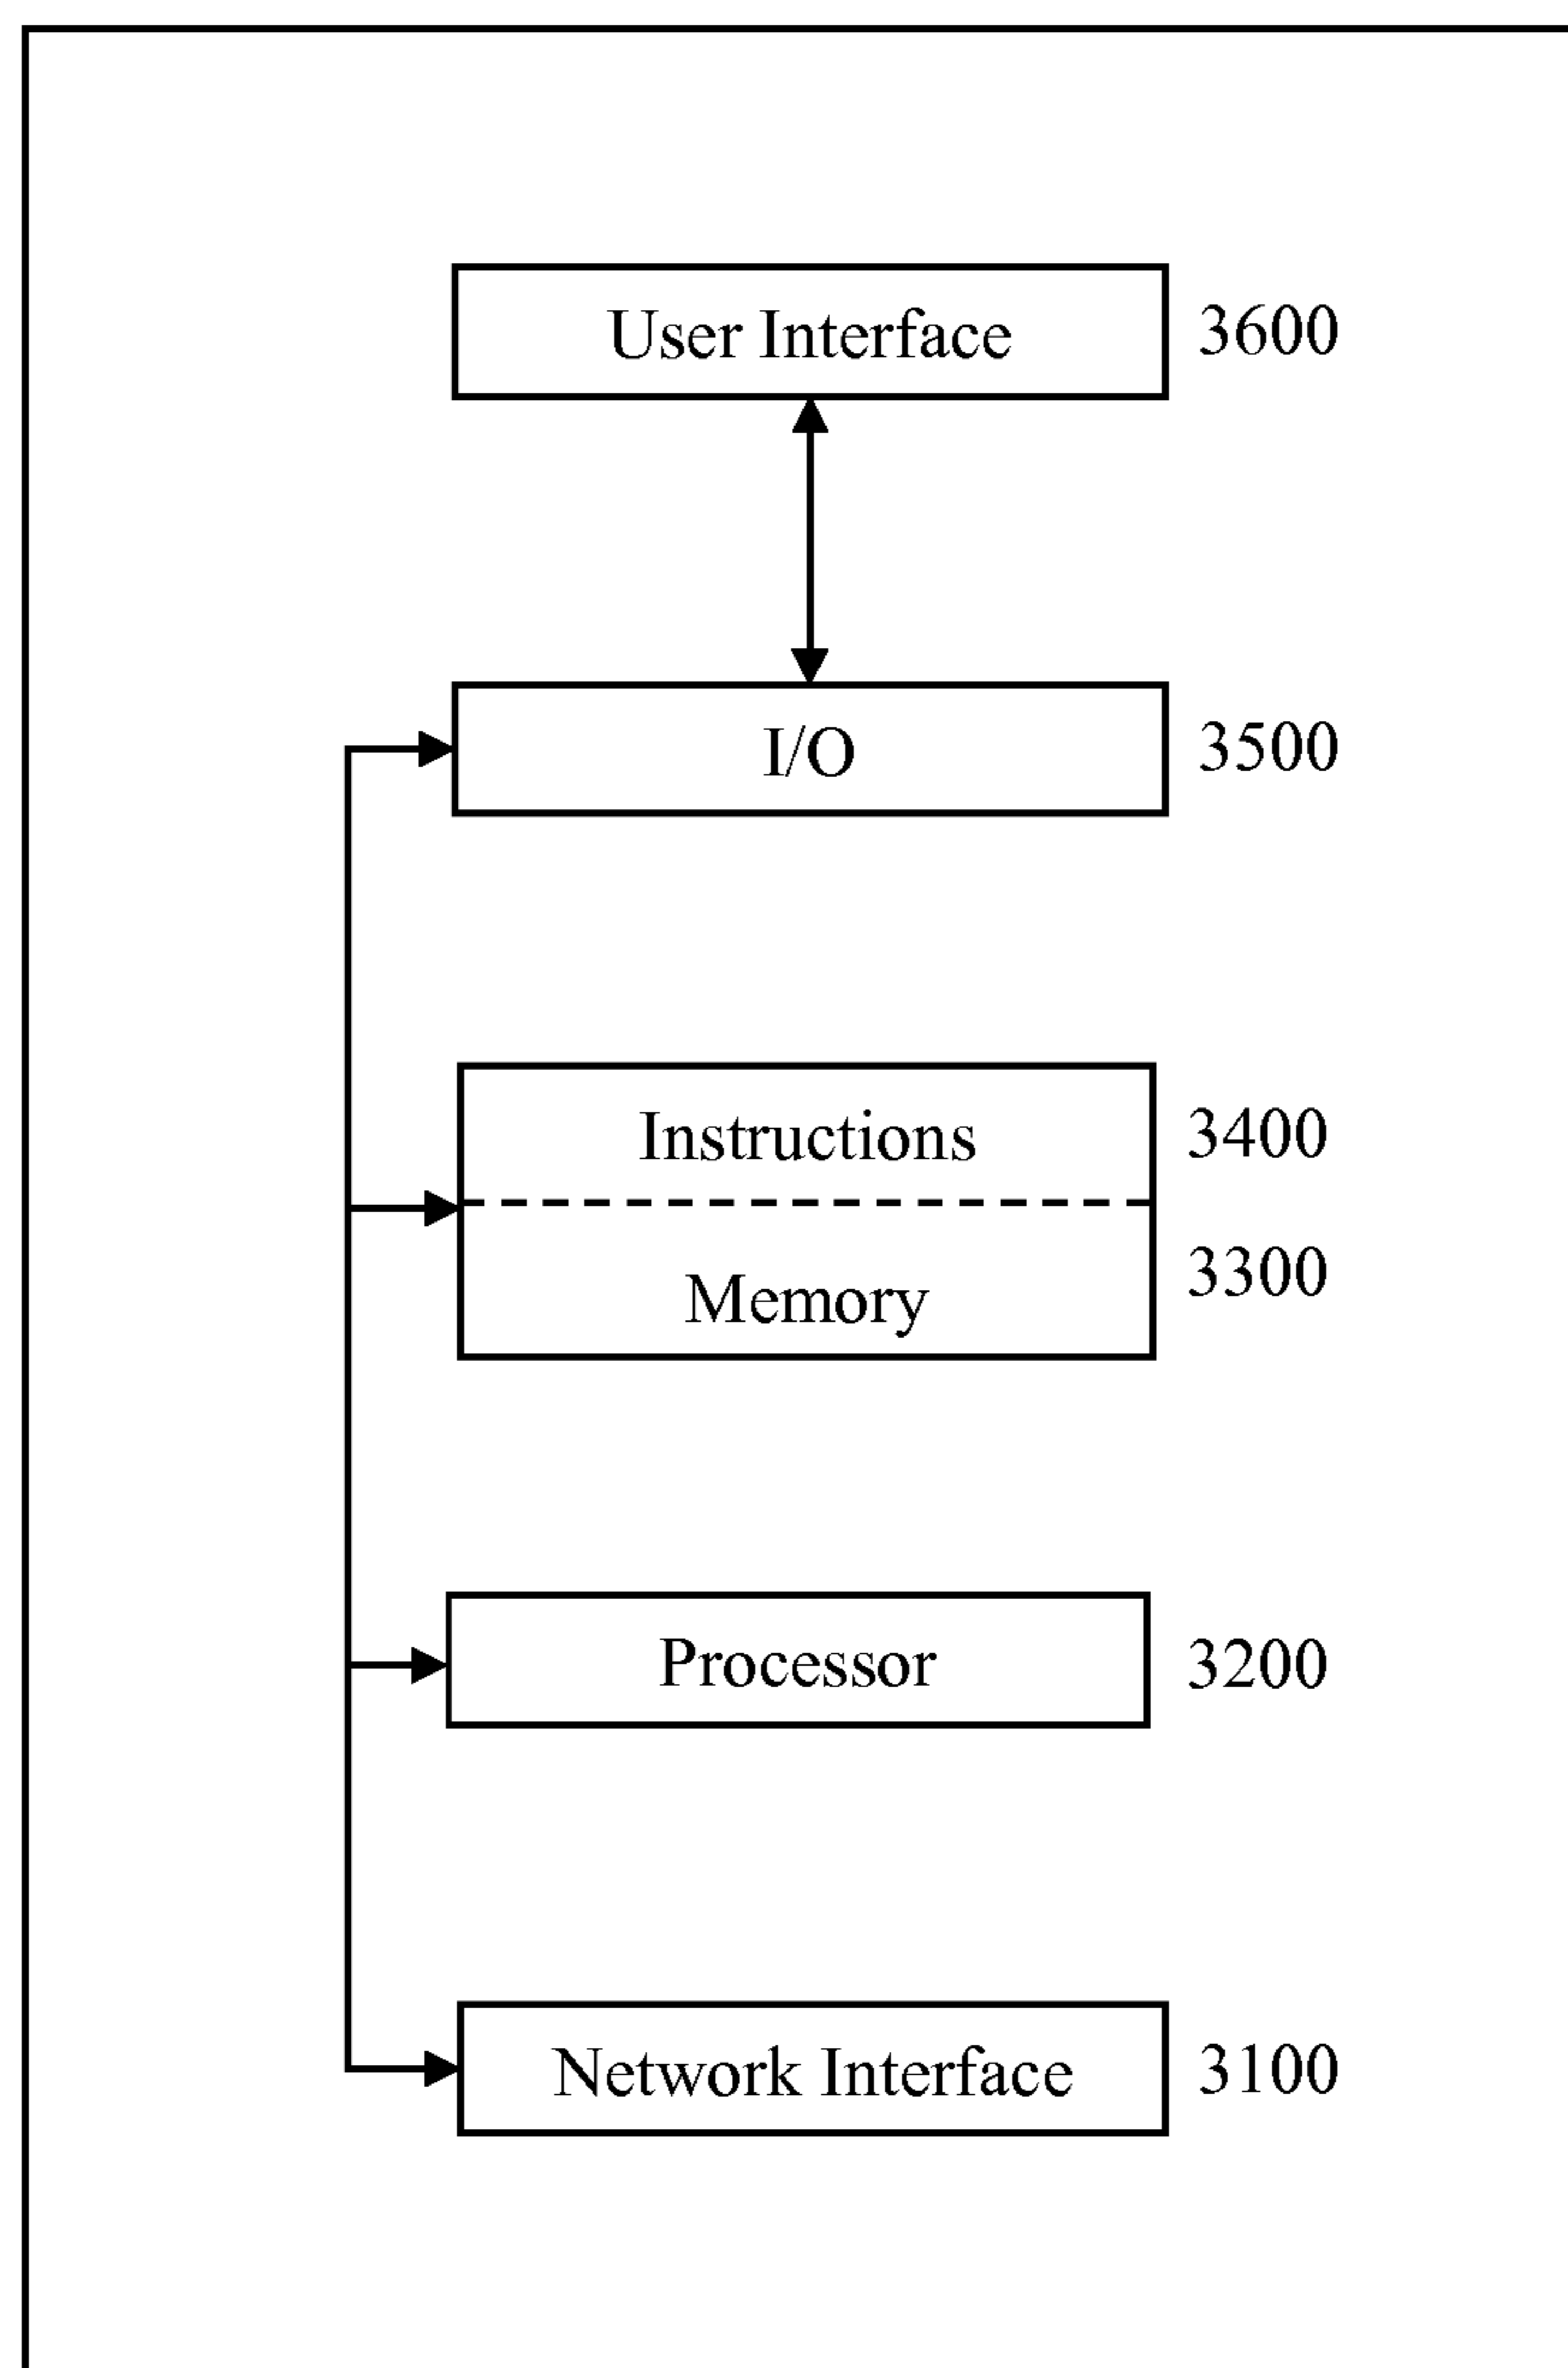 User Interface 3600
I/O 3500
Instructions 3400
Memory 3300
Processor 3200
Network Interface 3100